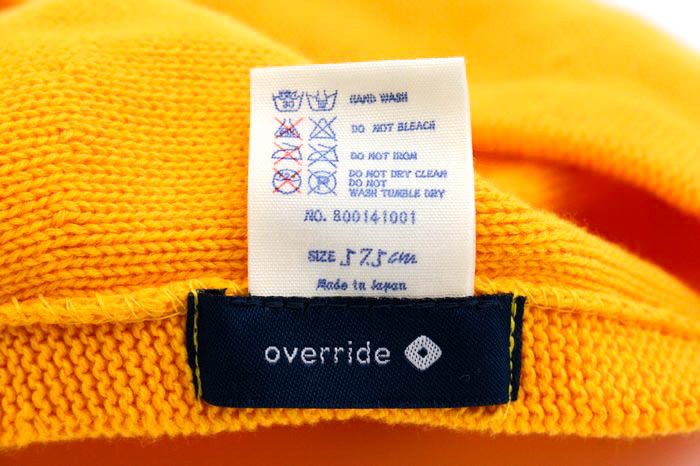 HAND WASH
DO NOT BLEACH
DO NOT IRON
DO NOT DRY CLEAN
DO NOT
WASH TUMBLE DRY
NO. 800141001
SIZE 57.5cm
Made in Japan
override